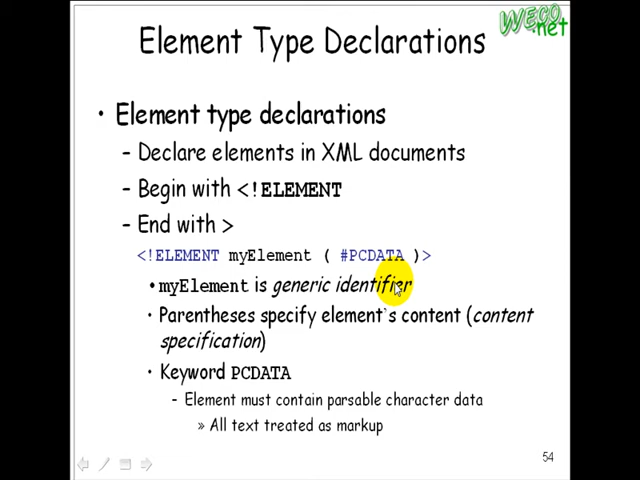 WECO
.net
Element Type Declarations
• Element type declarations
– Declare elements in XML documents
– Begin with <!ELEMENT
– End with >
<!ELEMENT myElement ( #PCDATA )>
• myElement is generic identifier
• Parentheses specify element's content (content
specification)
• Keyword PCDATA
– Element must contain parsable character data
» All text treated as markup
54